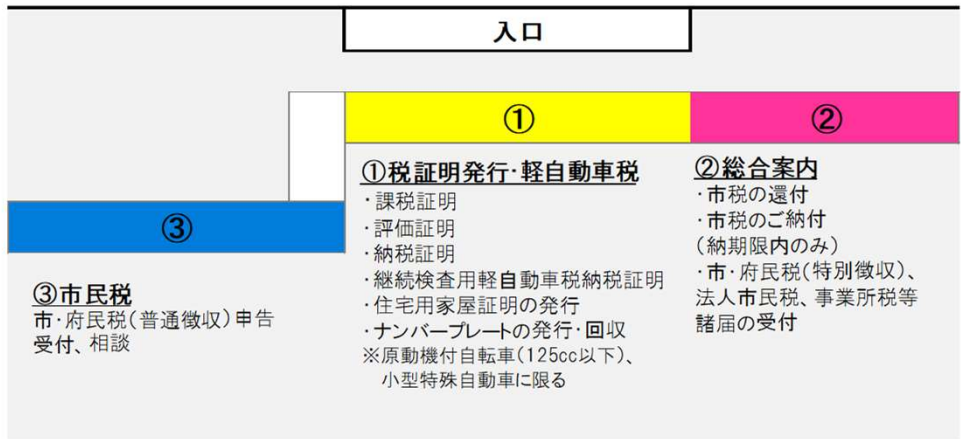 入口
①
②
③
①税証明発行・軽自動車税
・課税証明
・評価証明
・納税証明
・継続検査用軽自動車税納税証明
・住宅用家屋証明の発行
・ナンバープレートの発行・回収
※原動機付自転車(125cc以下)、
小型特殊自動車に限る
②総合案内
・市税の還付
・市税のご納付
(納期限内のみ)
・市・府民税(特別徴収)、
法人市民税、事業所税等
諸届の受付
③市民税
市・府民税(普通徴収)申告
受付、相談